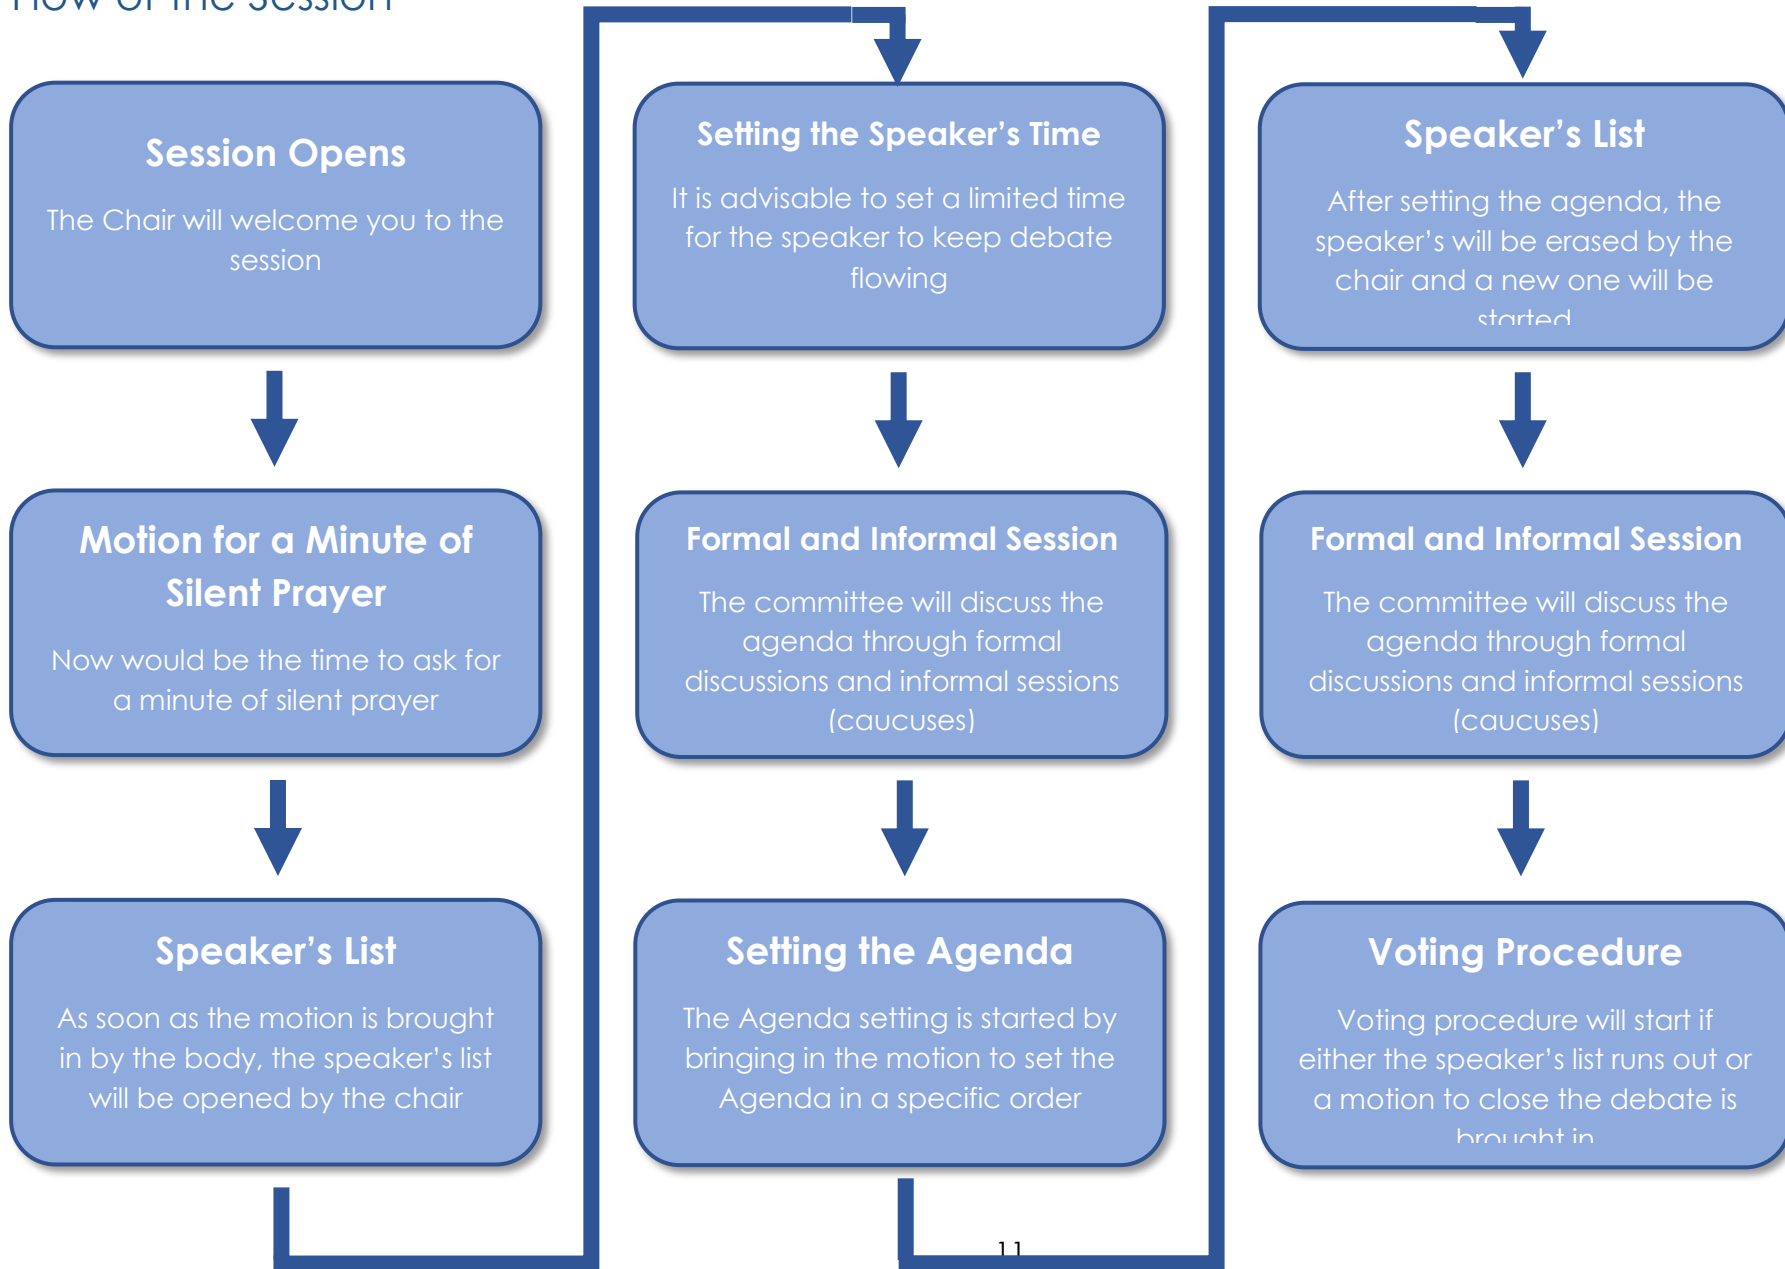 Flow of the Session
Session Opens
The Chair will welcome you to the
session
Motion for a Minute of
Silent Prayer
Now would be the time to ask for
a minute of silent prayer
Speaker's List
As soon as the motion is brought
in by the body, the speaker's list
will be opened by the chair
Setting the Speaker's Time
It is advisable to set a limited time
for the speaker to keep debate
flowing
Formal and Informal Session
The committee will discuss the
agenda through formal
discussions and informal sessions
(caucuses)
Setting the Agenda
The Agenda setting is started by
bringing in the motion to set the
Agenda in a specific order
Speaker's List
After setting the agenda, the
speaker's will be erased by the
chair and a new one will be
started
Formal and Informal Session
The committee will discuss the
agenda through formal
discussions and informal sessions
(caucuses)
Voting Procedure
Voting procedure will start if
either the speaker's list runs out or
a motion to close the debate is
brought in
11